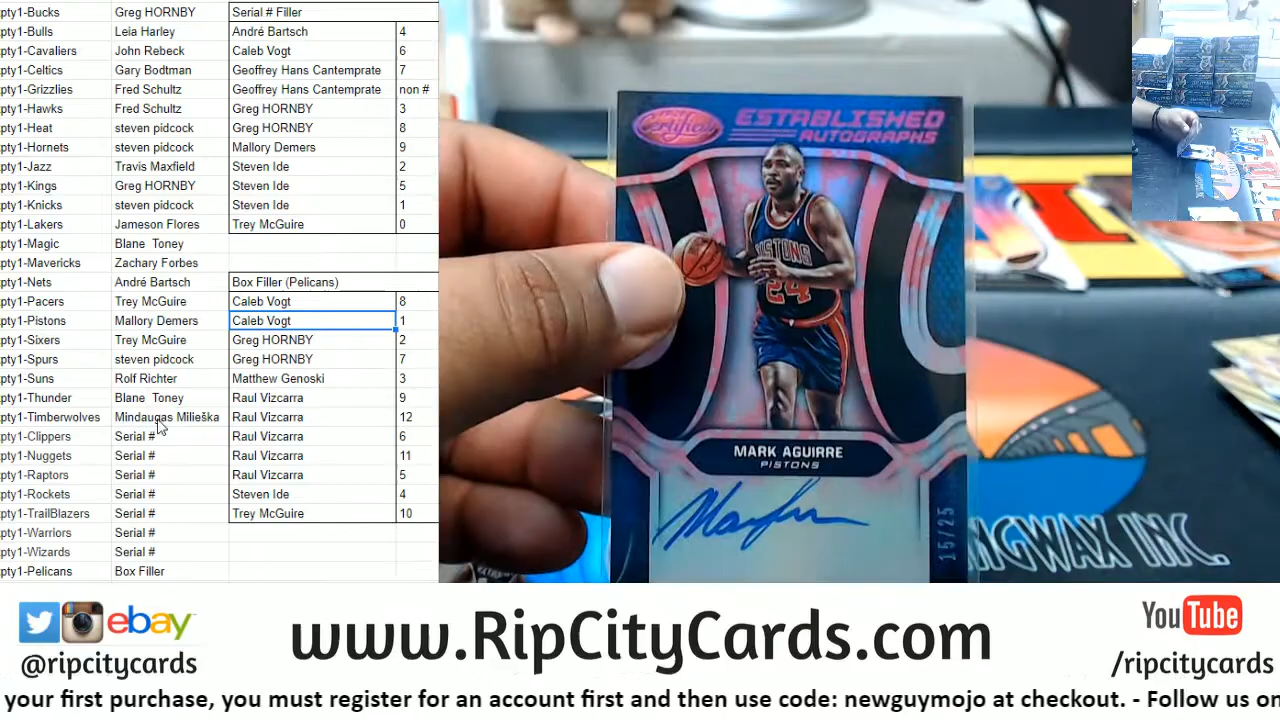 pty1-Bucks Greg HORNBY Serial # Filler
pty1-Bulls Leia Harley André Bartsch 4
pty1-Cavaliers John Rebeck Caleb Vogt 6
pty1-Celtics Gary Bodtman Geoffrey Hans Cantemprate 7
pty1-Grizzlies Fred Schultz Geoffrey Hans Cantemprate non #
pty1-Hawks Fred Schultz Greg HORNBY 3
pty1-Heat steven pidcock Greg HORNBY 8
pty1-Hornets steven pidcock Mallory Demers 9
pty1-Jazz Travis Maxfield Steven Ide 2
pty1-Kings Greg HORNBY Steven Ide 5
pty1-Knicks steven pidcock Steven Ide 1
pty1-Lakers Jameson Flores Trey McGuire 0
pty1-Magic Blane Toney
pty1-Mavericks Zachary Forbes
pty1-Nets André Bartsch Box Filler (Pelicans)
pty1-Pacers Trey McGuire Caleb Vogt 8
pty1-Pistons Mallory Demers Caleb Vogt 1
pty1-Sixers Trey McGuire Greg HORNBY 2
pty1-Spurs steven pidcock Greg HORNBY 7
pty1-Suns Rolf Richter Matthew Genoski 3
pty1-Thunder Blane Toney Raul Vizcarra 9
pty1-Timberwolves Mindaugas Milieška Raul Vizcarra 12
pty1-Clippers Serial # Raul Vizcarra 6
pty1-Nuggets Serial # Raul Vizcarra 11
pty1-Raptors Serial # Raul Vizcarra 5
pty1-Rockets Serial # Steven Ide 4
pty1-TrailBlazers Serial # Trey McGuire 10
pty1-Warriors Serial #
pty1-Wizards Serial #
pty1-Pelicans Box Filler
Certified
ESTABLISHED
AUTOGRAPHS
PISTONS
24
MARK AGUIRRE
PISTONS
15/25
NGWAX INC.
ebay
@ripcitycards
www.RipCityCards.com
YouTube
/ripcitycards
your first purchase, you must register for an account first and then use code: newguymojo at checkout. - Follow us on